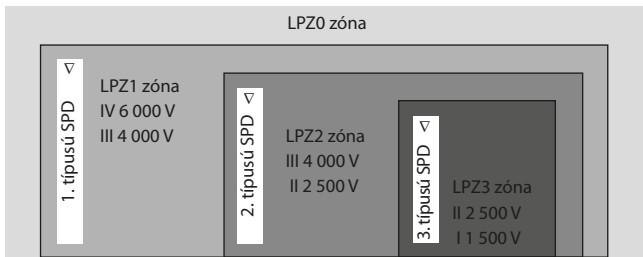 LPZ0 zóna
1. típusú SPD
LPZ1 zóna
IV 6 000 V
III 4 000 V
2. típusú SPD
LPZ2 zóna
III 4 000 V
II 2 500 V
3. típusú SPD
LPZ3 zóna
II 2 500 V
I 1 500 V